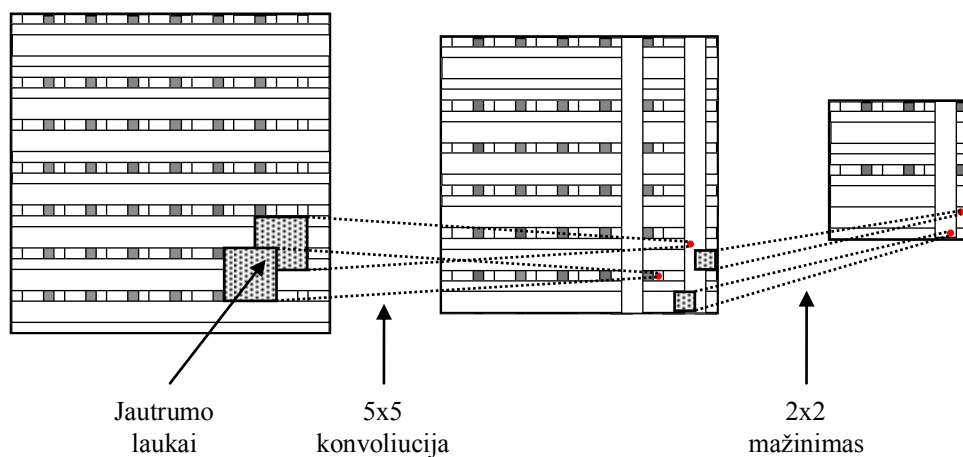 Jautrumo
laukai
5x5
konvoliucija
2x2
mažinimas